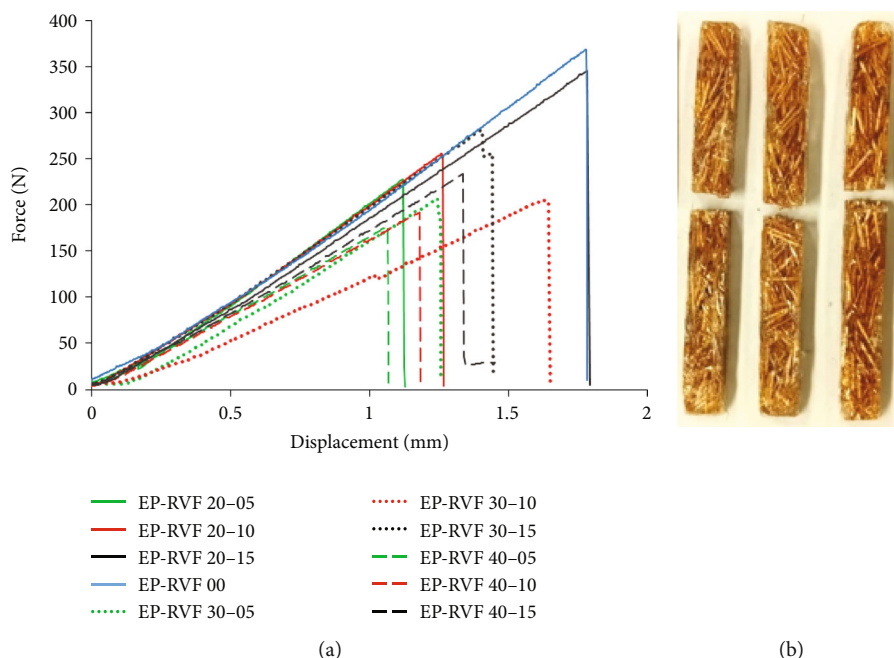 400
350
300
250
200
150
100
50
0
Force (N)
0 0.5 1 1.5 2
Displacement (mm)
EP-RVF 20–05
EP-RVF 20–10
EP-RVF 20–15
EP-RVF 00
EP-RVF 30–05
EP-RVF 30–10
EP-RVF 30–15
EP-RVF 40–05
EP-RVF 40–10
EP-RVF 40–15
(a)
(b)